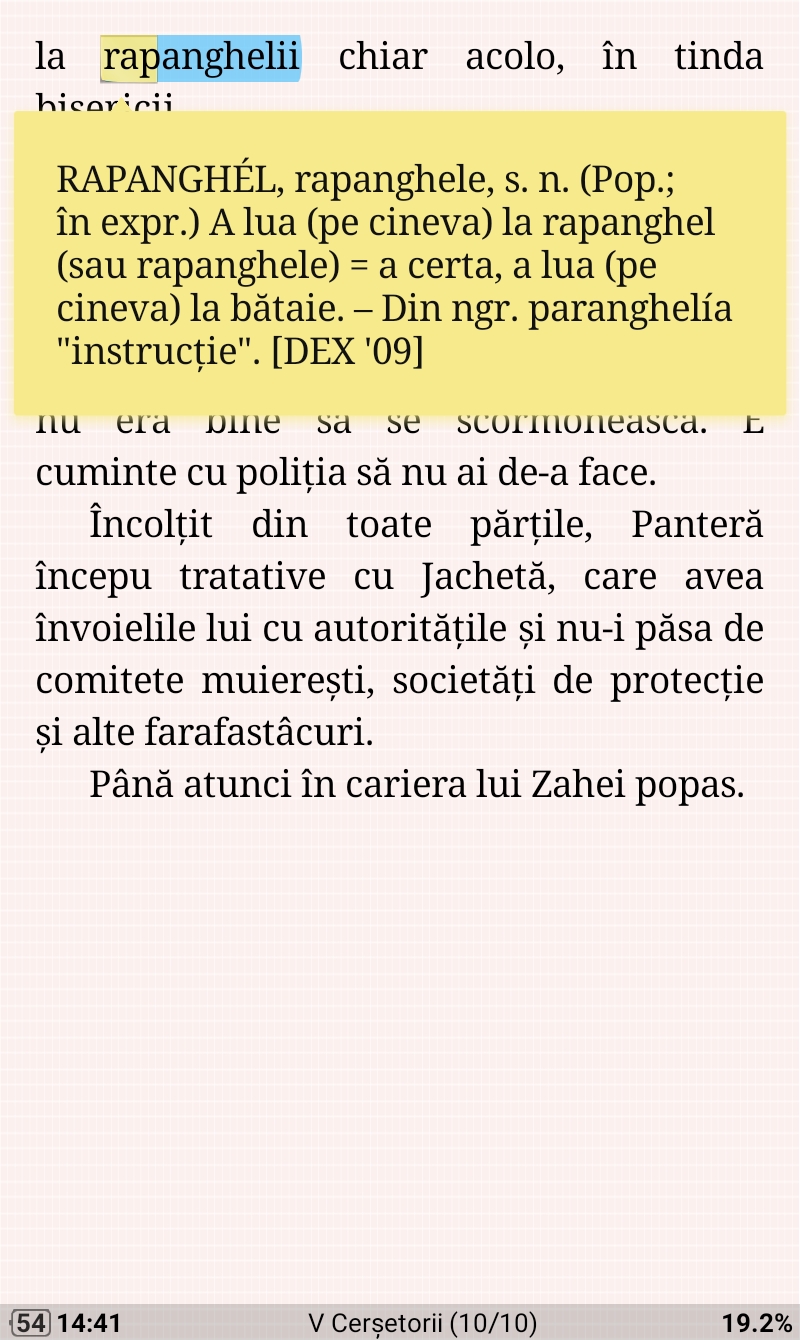 la rapanghelii chiar acolo, în tinda
bisericii
RAPANGHÉL, rapanghele, s. n. (Pop.;
în expr.) A lua (pe cineva) la rapanghel
(sau rapanghele) = a certa, a lua (pe
cineva) la bătaie. – Din ngr. paranghelía
"instrucție". [DEX '09]
nu era bine să se scormonească. E
cuminte cu poliția să nu ai de-a face.
Încolțit din toate părțile, Panteră
începu tratative cu Jachetă, care avea
învoielile lui cu autoritățile și nu-i păsa de
comitete muierești, societăți de protecție
și alte farafastâcuri.
Până atunci în cariera lui Zahei popas.
54 14:41 V Cerșetorii (10/10) 19.2%